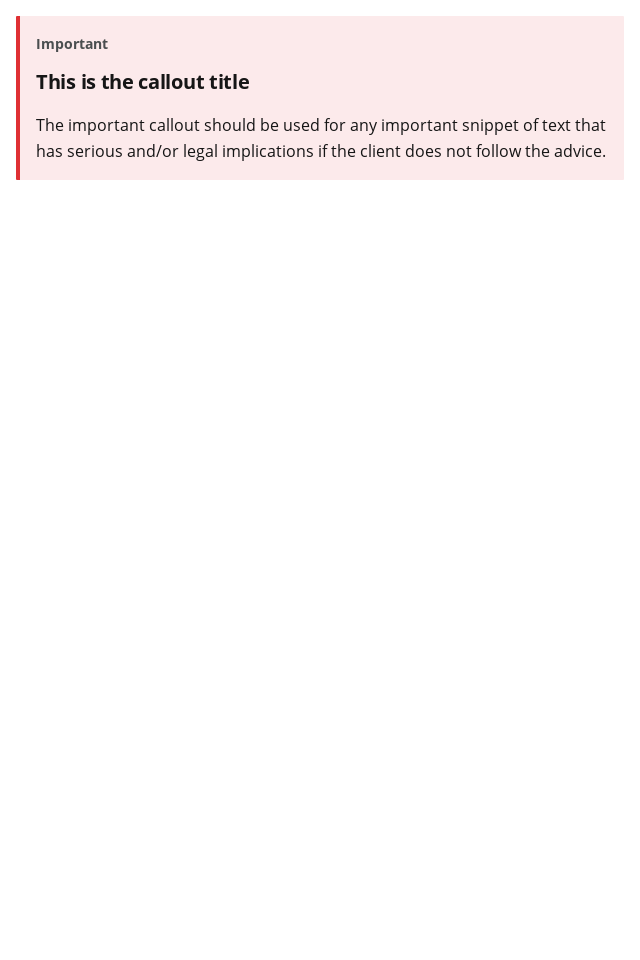 Important
This is the callout title
The important callout should be used for any important snippet of text that
has serious and/or legal implications if the client does not follow the advice.